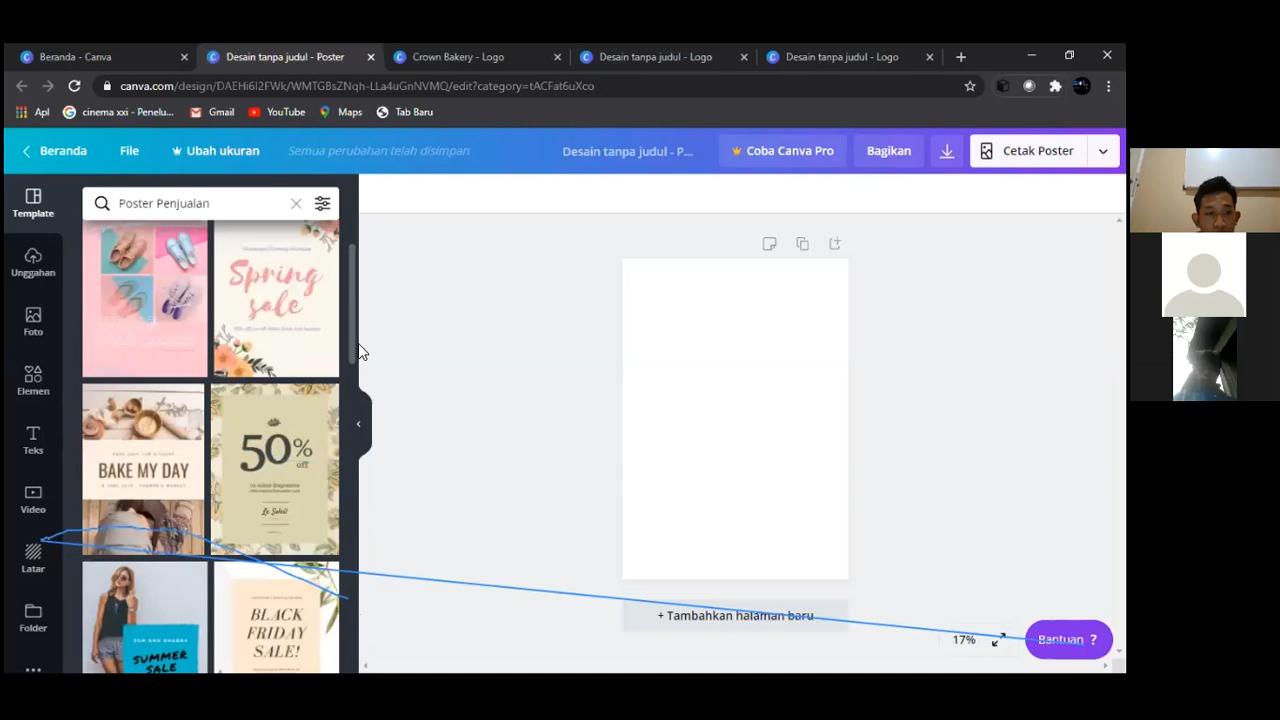 Beranda - Canva
Desain tanpa judul - Poster
Crown Bakery - Logo
Desain tanpa judul - Logo
Desain tanpa judul - Logo
canva.com/design/DAEHi6l2FWk/WMTGBsZNqh-LLa4uGnNVMQ/edit?category=tACFat6uXco
Apl
cinema xxi - Penelu...
Gmail
YouTube
Maps
Tab Baru
Beranda
File
Ubah ukuran
Semua perubahan telah disimpan
Desain tanpa judul - P...
Coba Canva Pro
Bagikan
Cetak Poster
Template
Unggahan
Foto
Elemen
Teks
Video
Latar
Folder
Poster Penjualan
Spring
sale
BAKE MY DAY
50%
off
Le Soleil
SUMMER
SALE
BLACK
FRIDAY
SALE!
+ Tambahkan halaman baru
17%
Bantuan ?